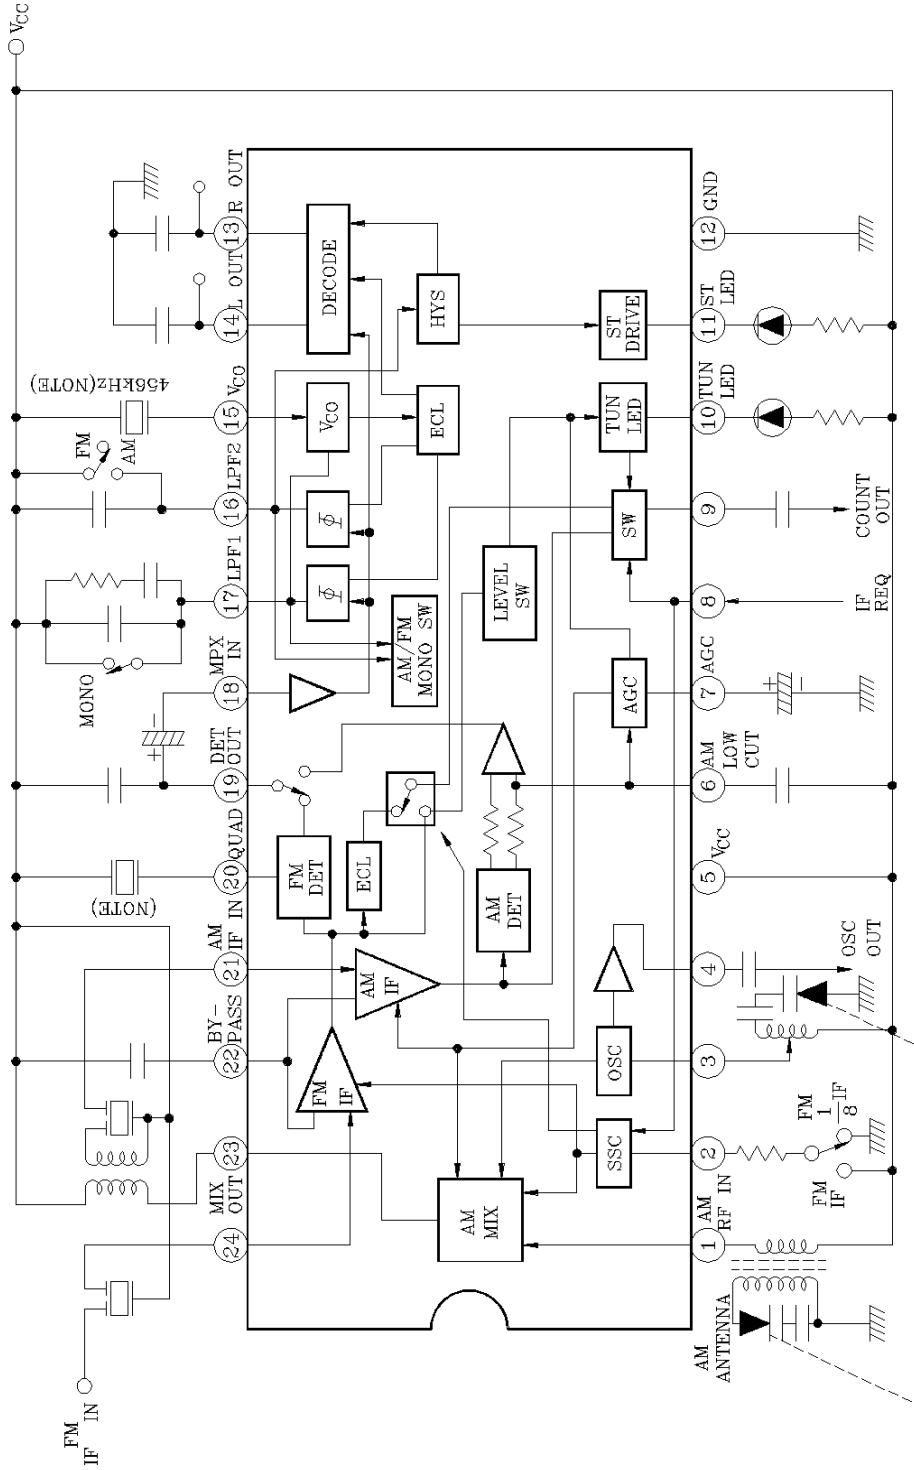 FM
IF IN
24
MIX
OUT
23
BY-
PASS
22
AM
IF IN
21
QUAD
20
(NOTE)
DET
OUT
19
+ -
MPX
IN
18
MONO
LPF1
17
LPF2
16
FM
AM
VCO
15
456kHz(NOTE)
L OUT
14
R OUT
13
VCC
FM
IF
AM
IF
FM
DET
ECL
AM
DET
AM/FM
MONO SW
Φ
Φ
VCO
ECL
DECODE
HYS
LEVEL
SW
AM
MIX
SSC
OSC
AGC
SW
TUN
LED
ST
DRIVE
1
AM
RF IN
2
3
4
5
VCC
6
AM
LOW
CUT
7
AGC
8
9
10
TUN
LED
11
ST
LED
12
GND
AM
ANTENNA
FM
IF
FM
1/8 IF
OSC
OUT
+ -
IF
REQ
COUNT
OUT